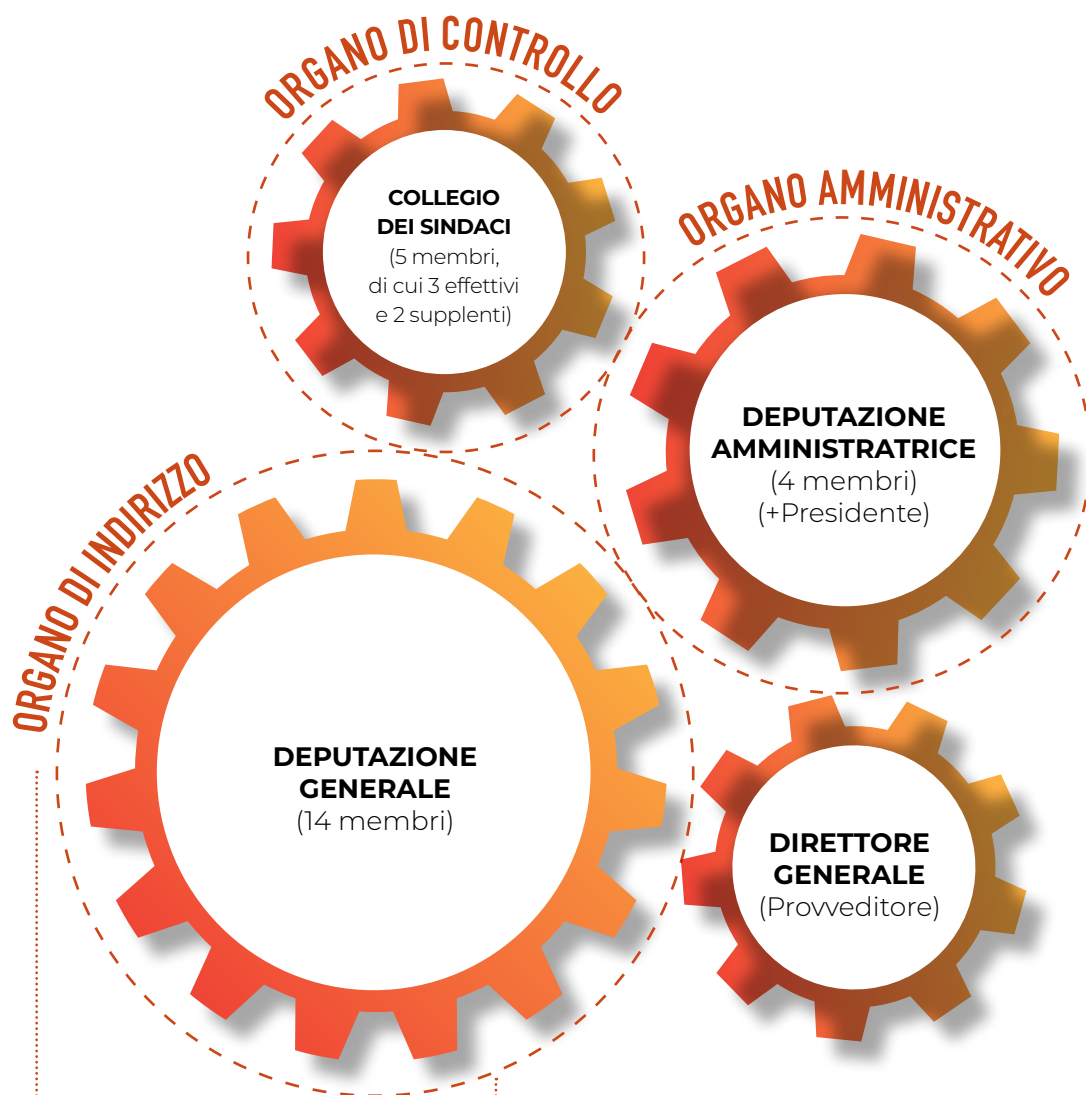 ORGANO DI CONTROLLO
COLLEGIO
DEI SINDACI
(5 membri,
di cui 3 effettivi
e 2 supplenti)
ORGANO AMMINISTRATIVO
DEPUTAZIONE
AMMINISTRATRICE
(4 membri)
(+Presidente)
ORGANO DI INDIRIZZO
DEPUTAZIONE
GENERALE
(14 membri)
DIRETTORE
GENERALE
(Provveditore)